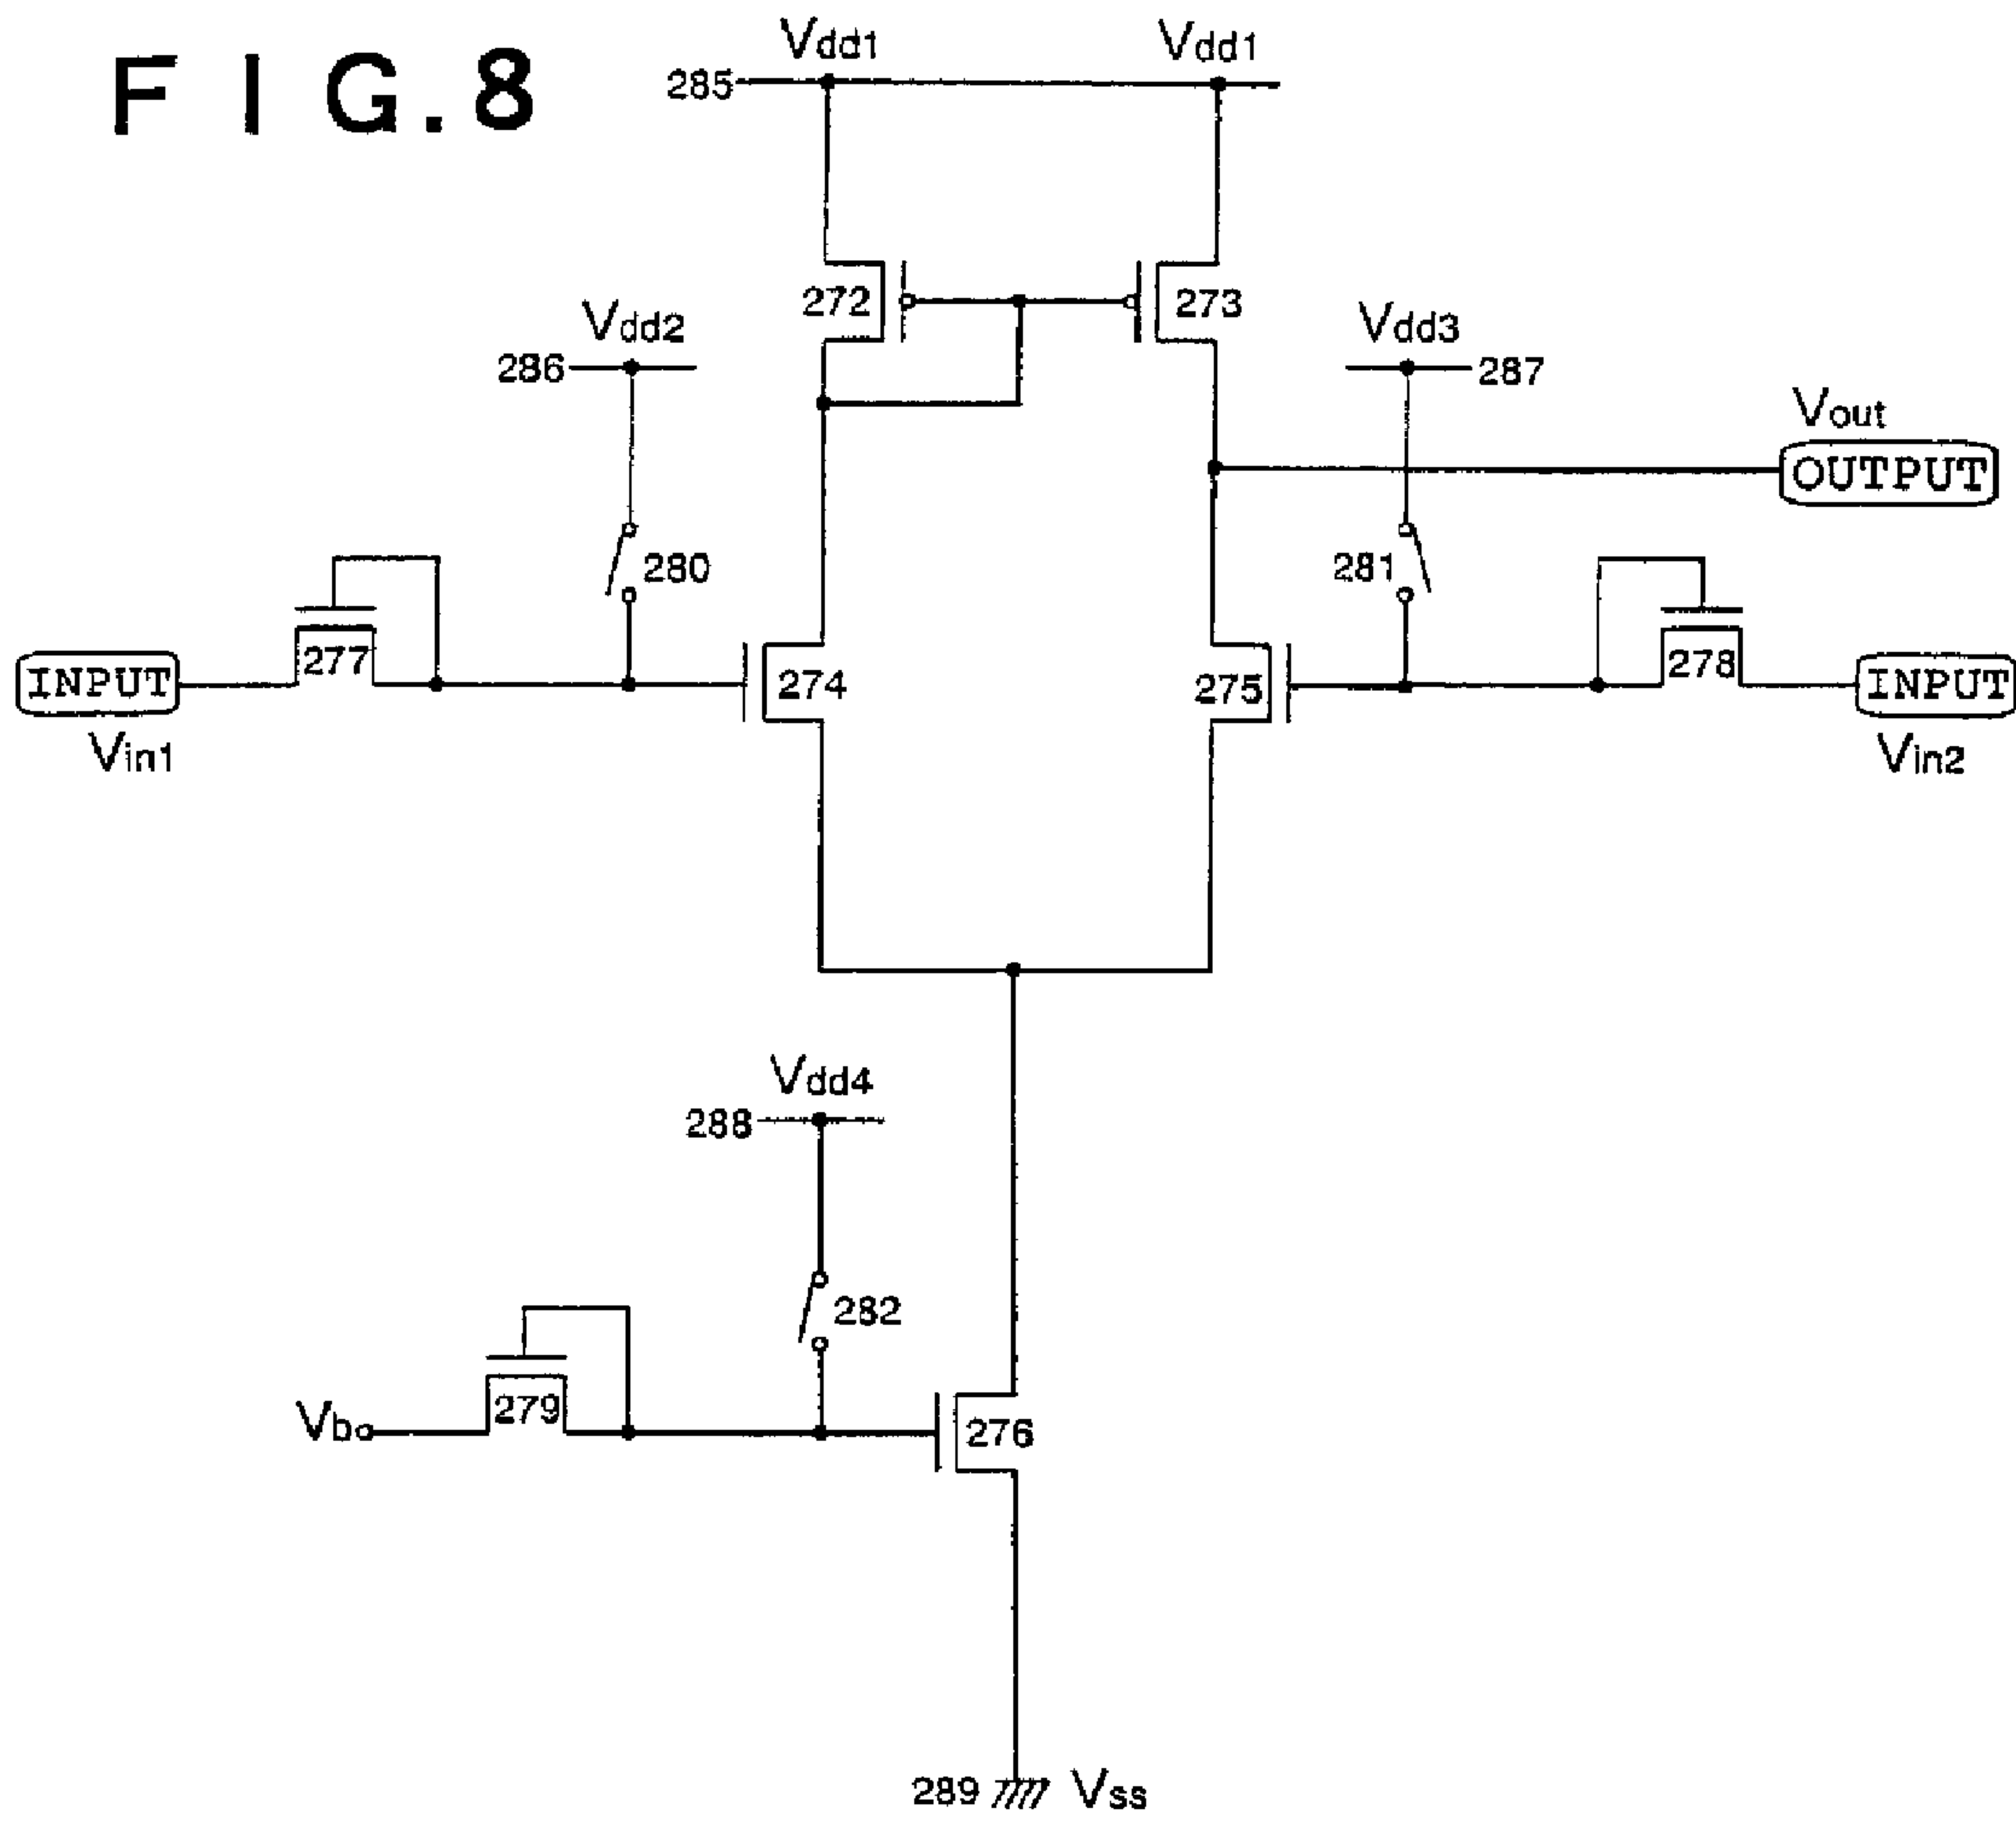 FIG.8
Vdd1 Vdd1
285
272 273
Vdd2 Vdd3
286 287
Vout
OUTPUT
280 281
277 278
INPUT 274 275 INPUT
Vin1 Vin2
Vdd4
288
282
279
Vb 276
289 Vss